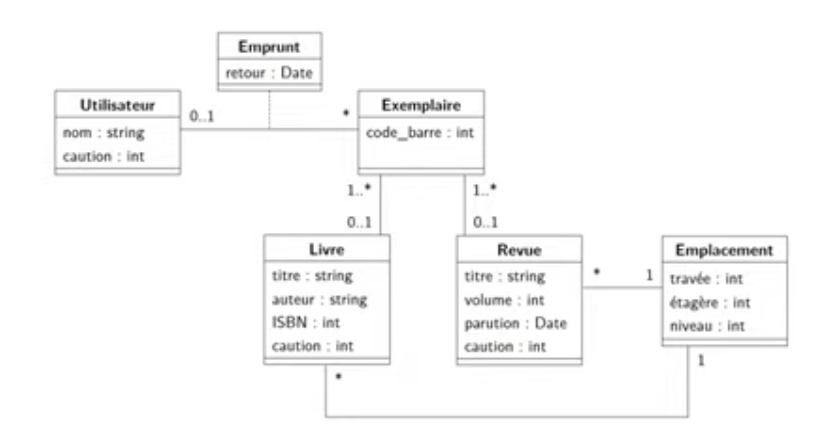 Emprunt
retour : Date
Utilisateur
nom : string
caution : int
0..1
*
Exemplaire
code_barre : int
1..*
1..*
0..1
0..1
Livre
titre : string
auteur : string
ISBN : int
caution : int
*
Revue
titre : string
volume : int
parution : Date
caution : int
*
1
Emplacement
travée : int
étagère : int
niveau : int
1